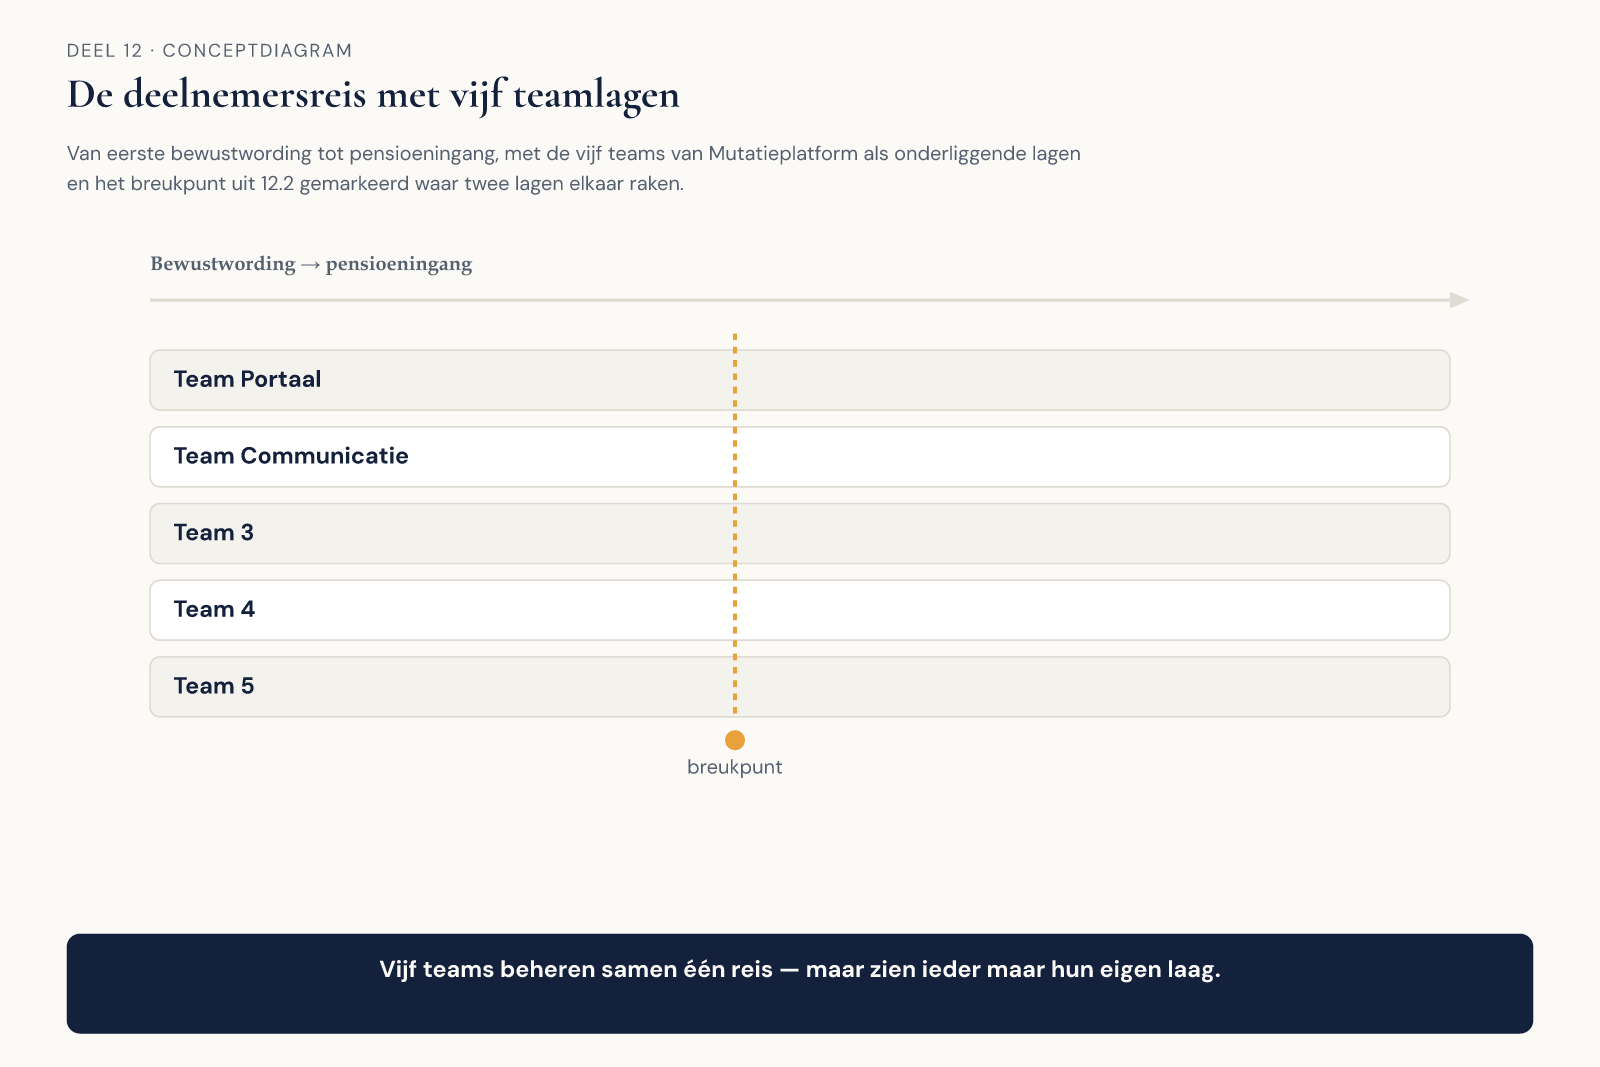 DEEL 12 · CONCEPTDIAGRAM
De deelnemersreis met vijf teamlagen
Van eerste bewustwording tot pensioeningang, met de vijf teams van Mutatieplatform als onderliggende lagen
en het breukpunt uit 12.2 gemarkeerd waar twee lagen elkaar raken.
Bewustwording → pensioeningang
Team Portaal
Team Communicatie
Team 3
Team 4
Team 5
breukpunt
Vijf teams beheren samen één reis — maar zien ieder maar hun eigen laag.